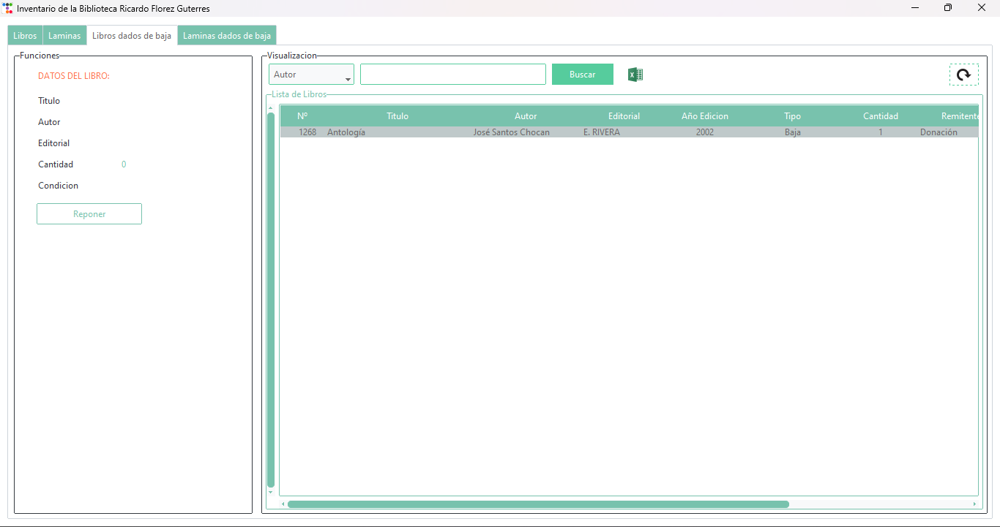 Inventario de la Biblioteca Ricardo Florez Guterres
Libros Laminas Libros dados de baja Laminas dados de baja
Funciones
DATOS DEL LIBRO:
Titulo
Autor
Editorial
Cantidad 0
Condicion
Reponer
Visualizacion
Autor Buscar
Lista de Libros
Nº Titulo Autor Editorial Año Edicion Tipo Cantidad Remitente
1268 Antología José Santos Chocan E. RIVERA 2002 Baja 1 Donación